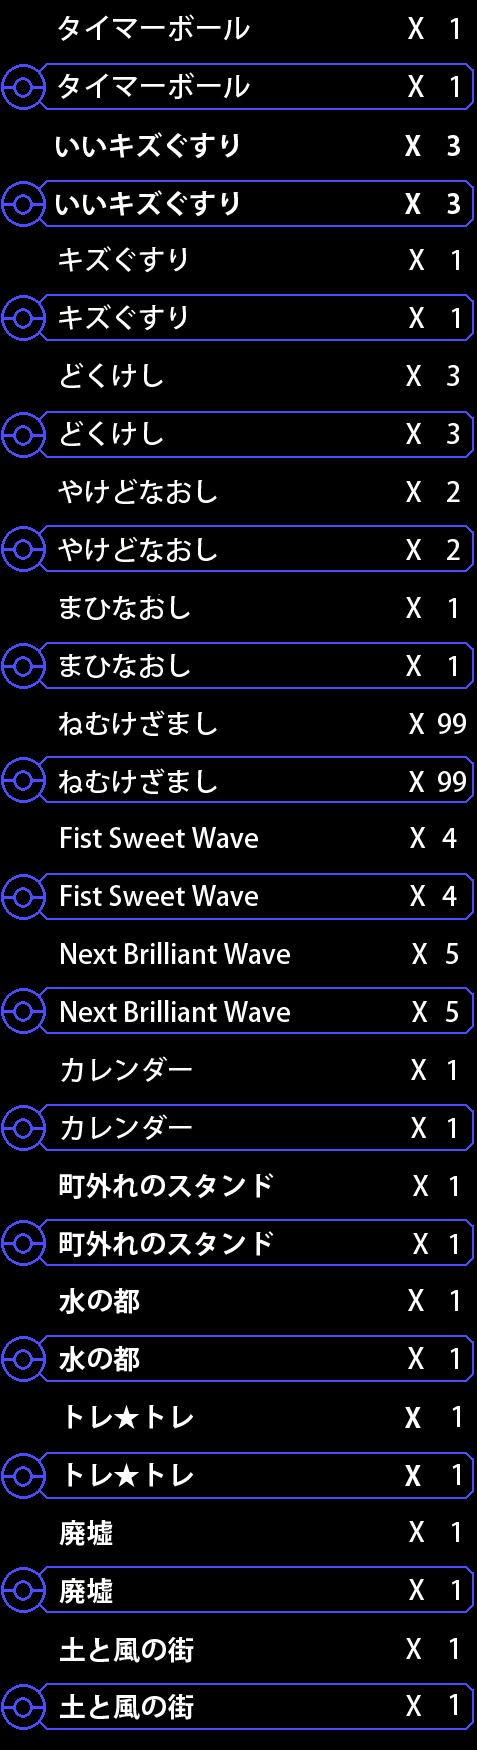 タイマーボール X 1
タイマーボール X 1
いいキズぐすり X 3
いいキズぐすり X 3
キズぐすり X 1
キズぐすり X 1
どくけし X 3
どくけし X 3
やけどなおし X 2
やけどなおし X 2
まひなおし X 1
まひなおし X 1
ねむけざまし X 99
ねむけざまし X 99
Fist Sweet Wave X 4
Fist Sweet Wave X 4
Next Brilliant Wave X 5
Next Brilliant Wave X 5
カレンダー X 1
カレンダー X 1
町外れのスタンド X 1
町外れのスタンド X 1
水の都 X 1
水の都 X 1
トレ★トレ X 1
トレ★トレ X 1
廃墟 X 1
廃墟 X 1
土と風の街 X 1
土と風の街 X 1